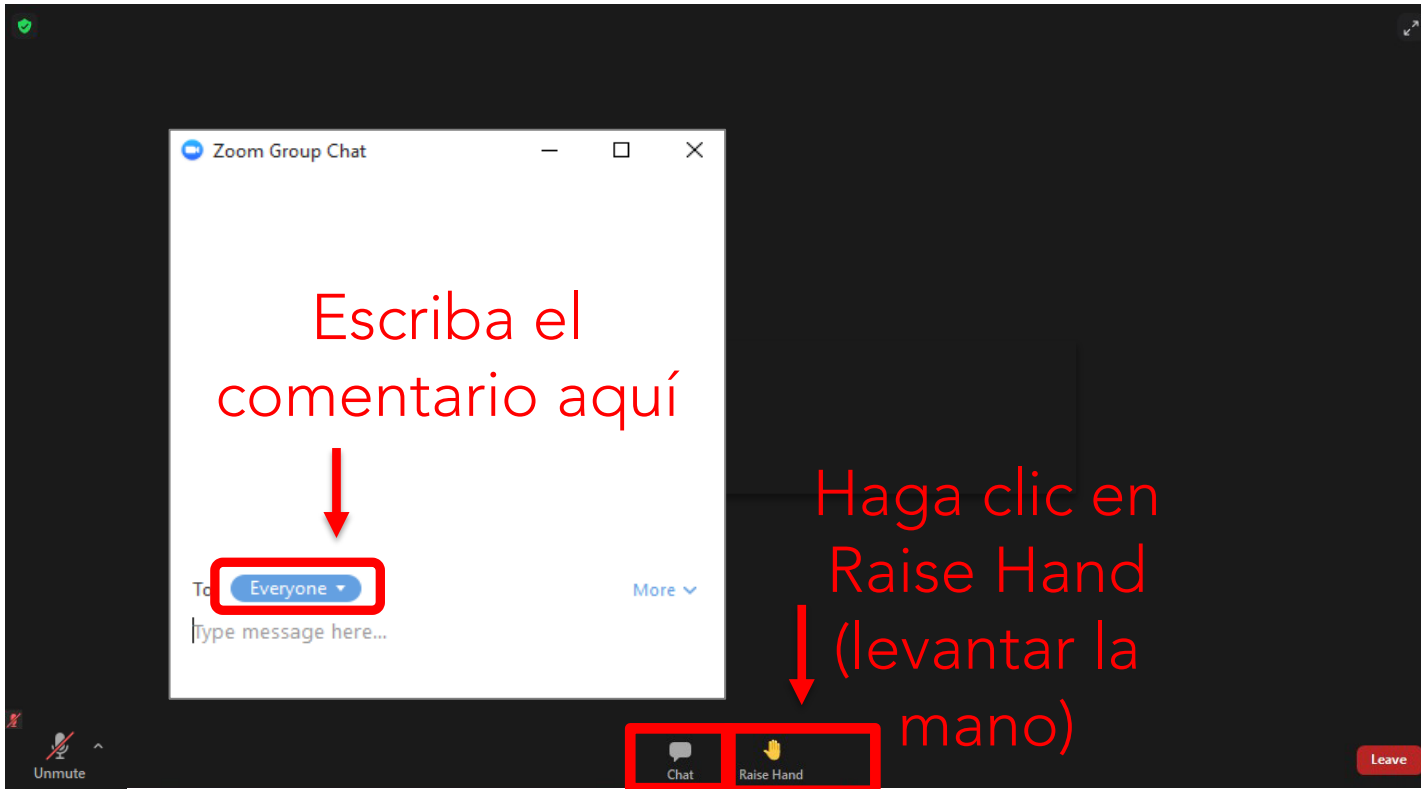 Zoom Group Chat
Escriba el
comentario aquí
To
Everyone
More
Type message here...
Haga clic en
Raise Hand
(levantar la
mano)
Unmute
Chat
Raise Hand
Leave